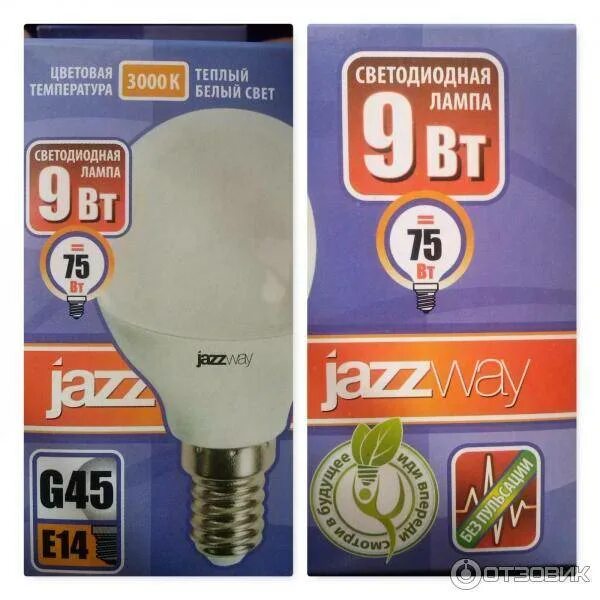 ЦВЕТОВАЯ
ТЕМПЕРАТУРА
3000 К
ТЕПЛЫЙ
БЕЛЫЙ СВЕТ
СВЕТОДИОДНАЯ
ЛАМПА
9 Вт
=
75
Вт
jazzway
jazz
G45
E14
СВЕТОДИОДНАЯ
ЛАМПА
9 Вт
=
75
Вт
jazzway
смотри в будущее
иди впереди
БЕЗ ПУЛЬСАЦИИ
ОТЗОВИК